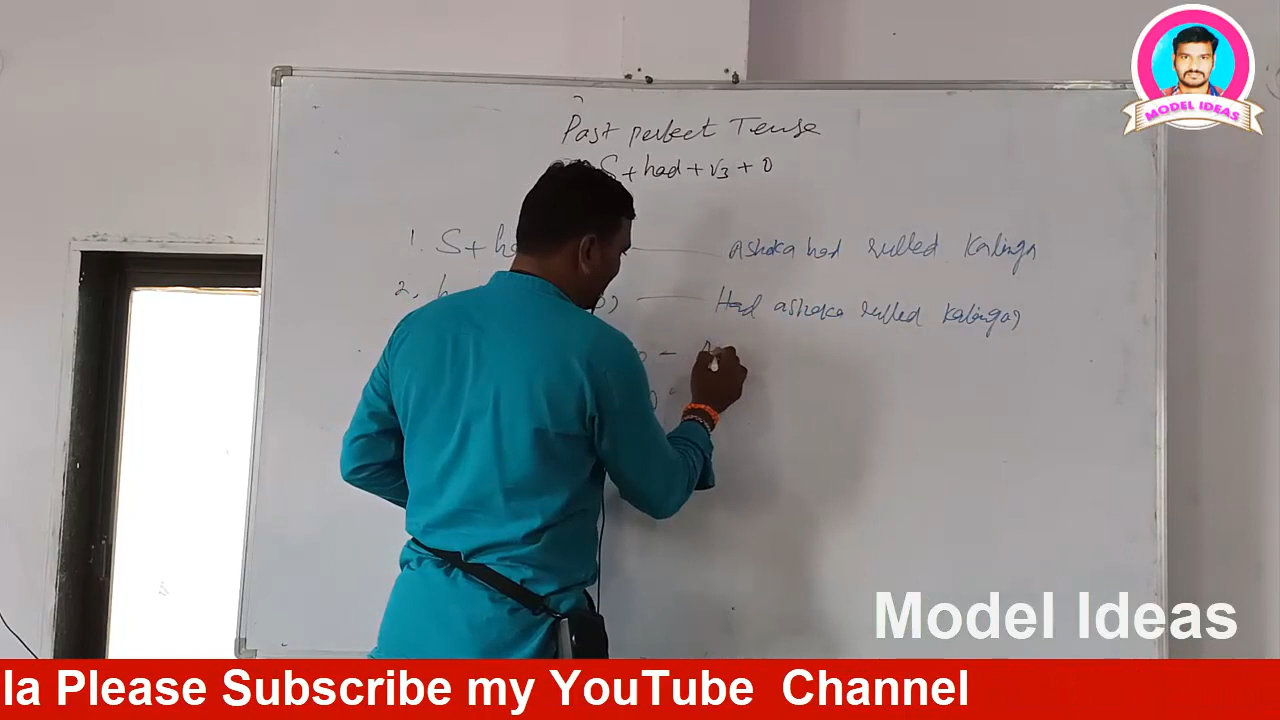 MODEL IDEAS
Past perfect Tense
S + had + V3 + O
1. S + ha Ashoka had rulled Kalinga
2. h Had ashoka rulled Kalinga?
Model Ideas
la Please Subscribe my YouTube Channel